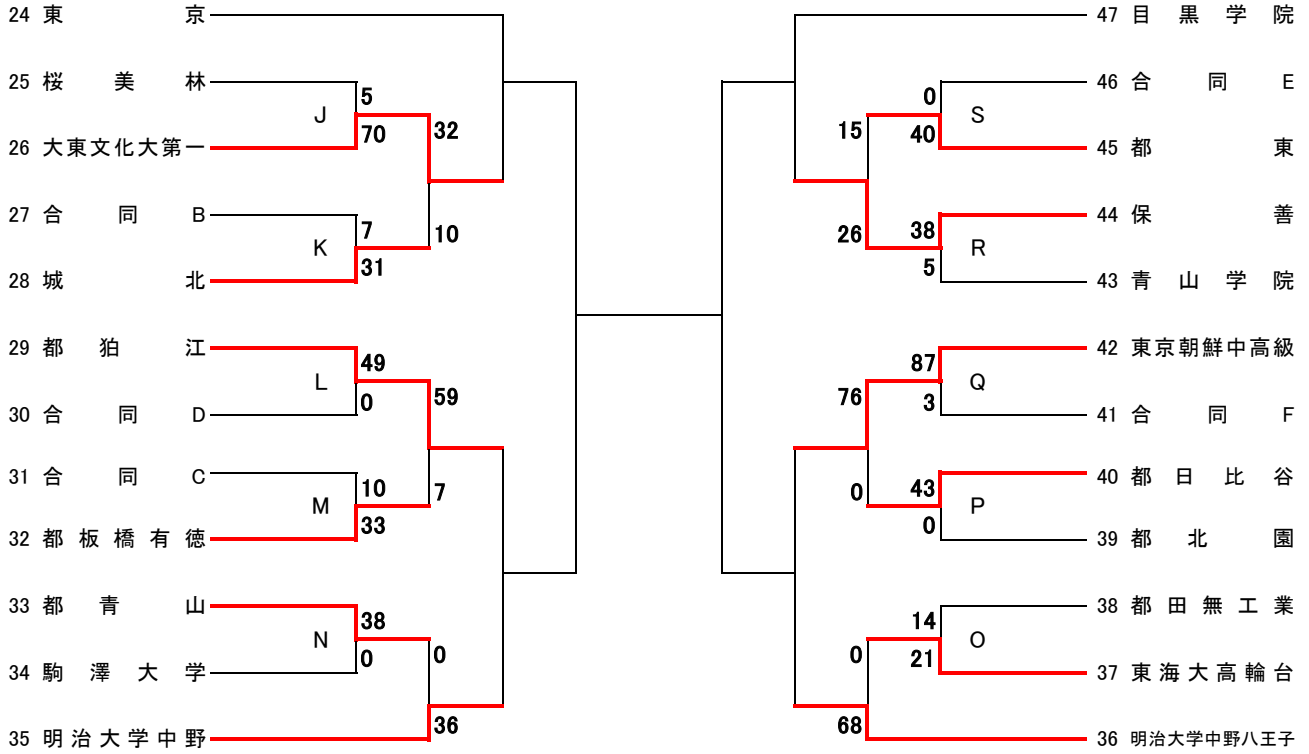 24 東京
25 桜美林
5
J
70
32
26 大東文化大第一
27 合同B
7
10
K
31
28 城北
29 都狛江
49
L
0
59
30 合同D
31 合同C
10
7
M
33
32 都板橋有徳
33 都青山
38
N
0
0
34 駒澤大学
36
35 明治大学中野
47 目黒学院
46 合同E
0
S
15
40
45 都東
44 保善
26
38
R
5
43 青山学院
42 東京朝鮮中高級
87
Q
76
3
41 合同F
40 都日比谷
0
43
P
0
39 都北園
38 都田無工業
14
O
0
21
37 東海大高輪台
68
36 明治大学中野八王子